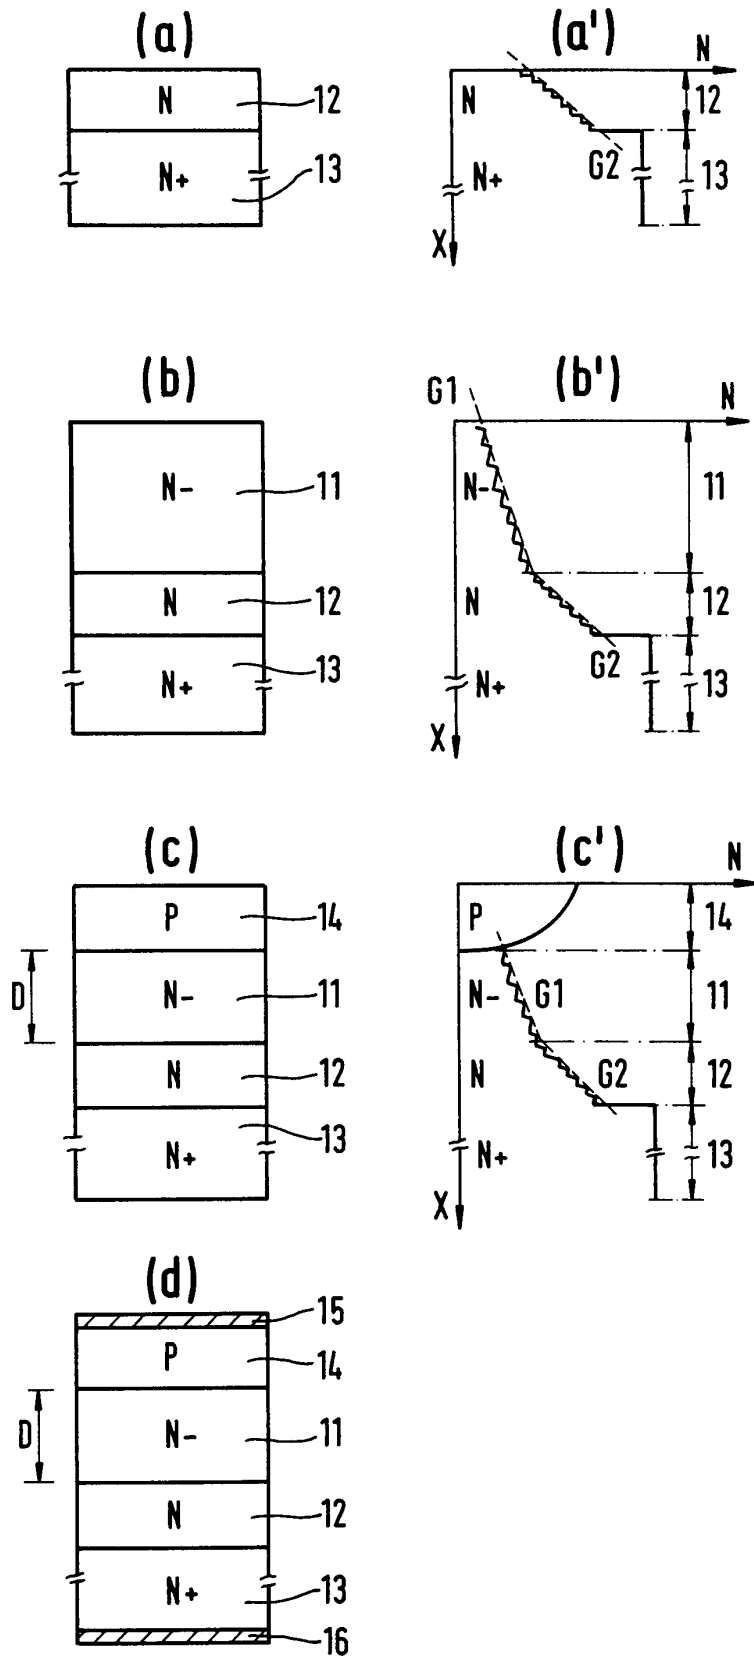 (a)
N 12
N+ 13
(a')
N
N 12
G2
N+ 13
X
(b)
N- 11
N 12
N+ 13
(b')
G1 N
N- 11
N 12
G2
N+ 13
X
(c)
P 14
D N- 11
N 12
N+ 13
(c')
N
P 14
N- G1 11
N G2 12
N+ 13
X
(d)
15
P 14
D N- 11
N 12
N+ 13
16